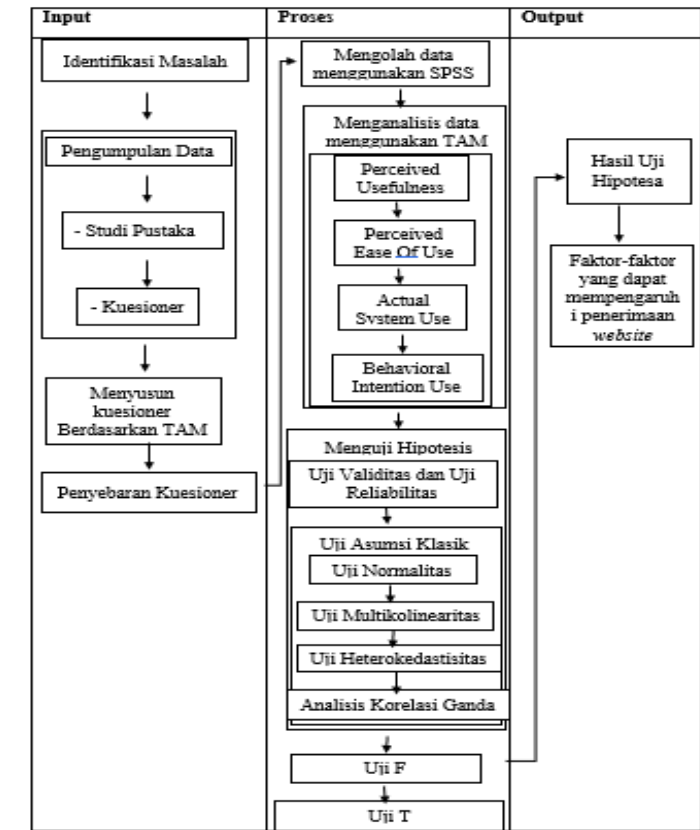 Input
Identifikasi Masalah
Pengumpulan Data
- Studi Pustaka
- Kuesioner
Menyusun
kuesioner
Berdasarkan TAM
Penyebaran Kuesioner
Proses
Mengolah data
menggunakan SPSS
Menganalisis data
menggunakan TAM
Perceived
Usefulness
Perceived
Ease Of Use
Actual
System Use
Behavioral
Intention Use
Menguji Hipotesis
Uji Validitas dan Uji
Reliabilitas
Uji Asumsi Klasik
Uji Normalitas
Uji Multikolinearitas
Uji Heterokedastisitas
Analisis Korelasi Ganda
Uji F
Uji T
Output
Hasil Uji
Hipotesa
Faktor-faktor
yang dapat
mempengaruh
i penerimaan
website